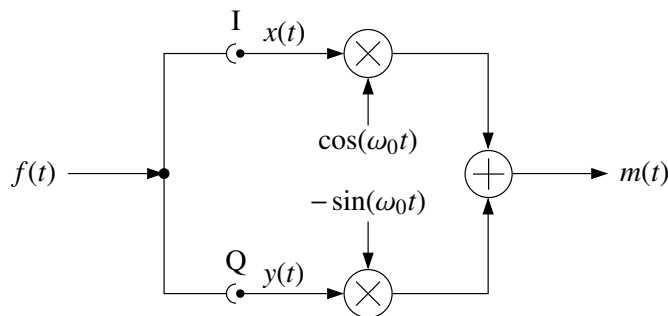 I
x(t)
cos(ω₀t)
f(t)
m(t)
− sin(ω₀t)
Q
y(t)